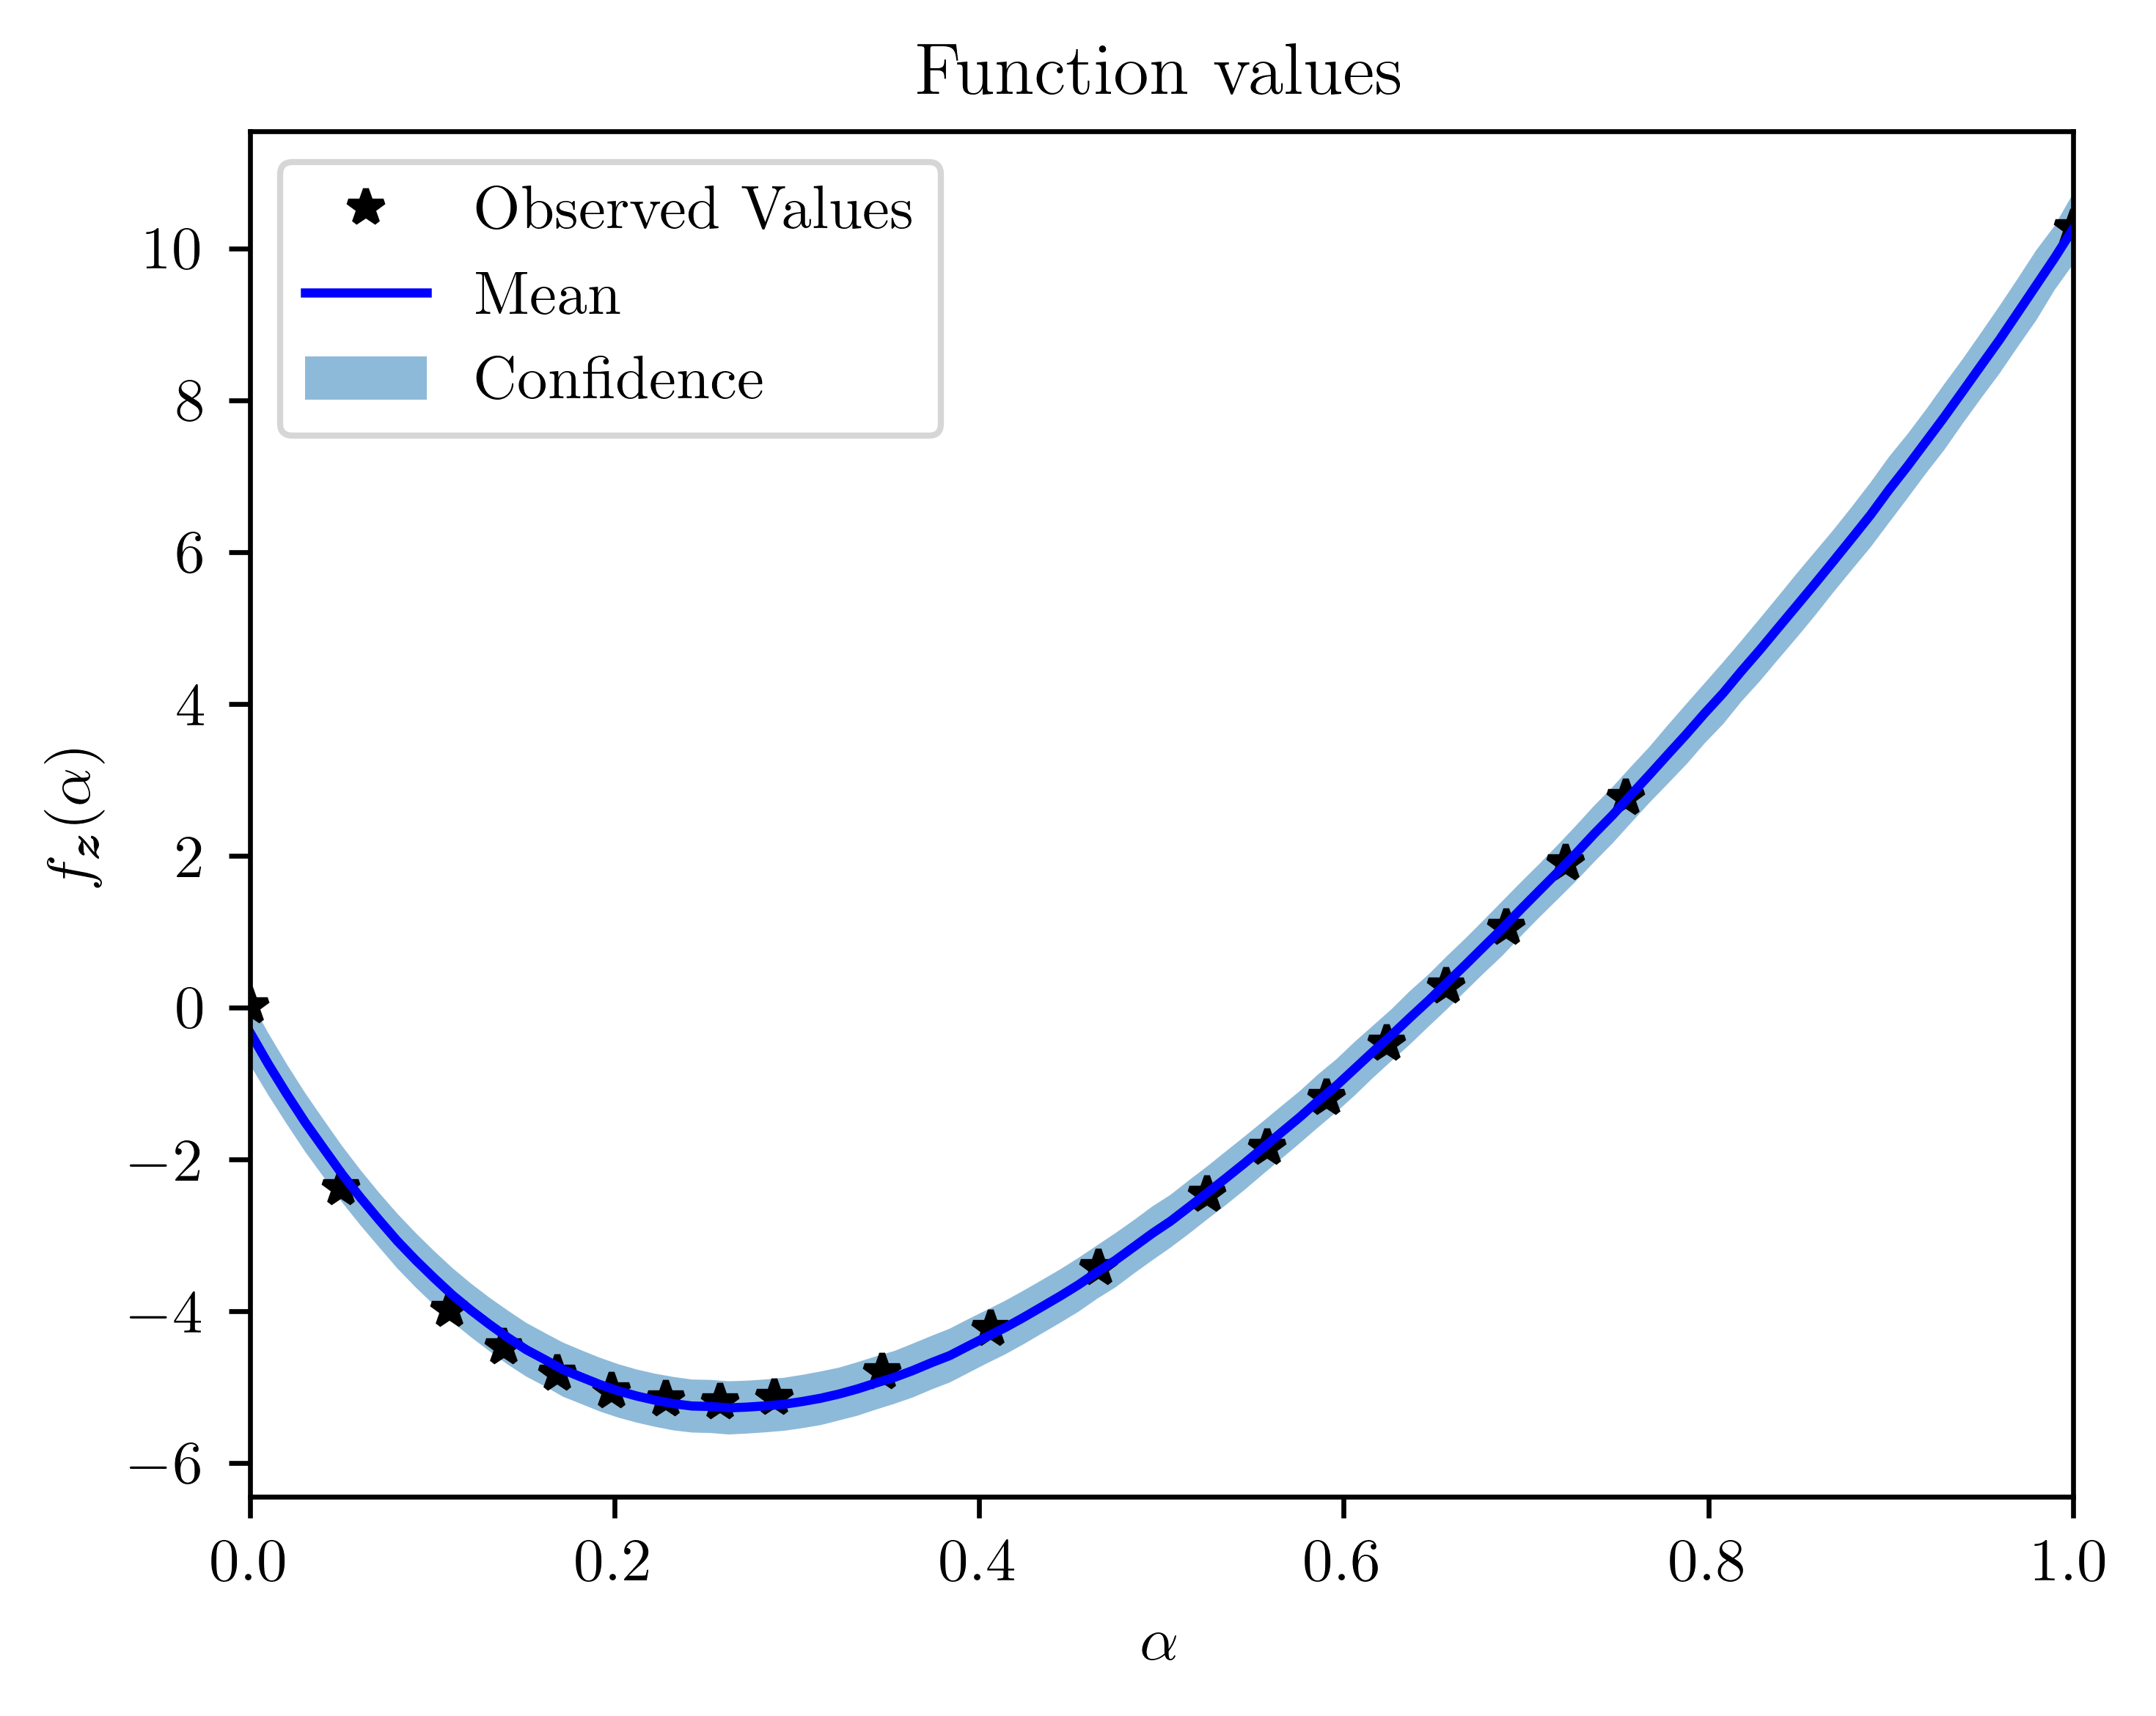 Function values
Observed Values
Mean
Confidence
10
8
6
4
2
0
−2
−4
−6
f_z(α)
0.0 0.2 0.4 0.6 0.8 1.0
α